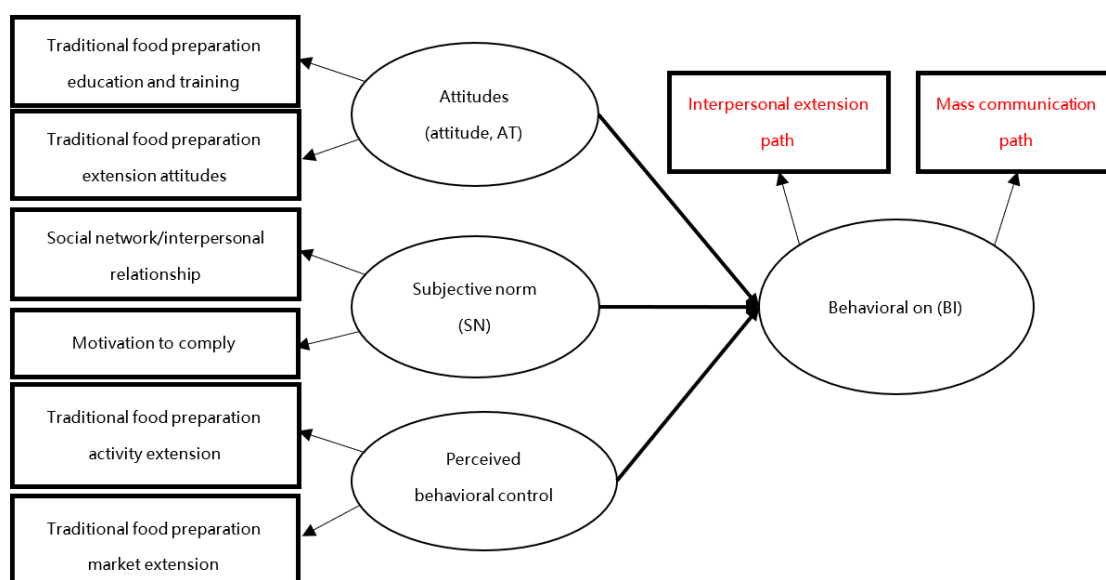 Traditional food preparation
education and training
Traditional food preparation
extension attitudes
Social network/interpersonal
relationship
Motivation to comply
Traditional food preparation
activity extension
Traditional food preparation
market extension
Attitudes
(attitude, AT)
Subjective norm
(SN)
Perceived
behavioral control
Interpersonal extension
path
Mass communication
path
Behavioral on (BI)